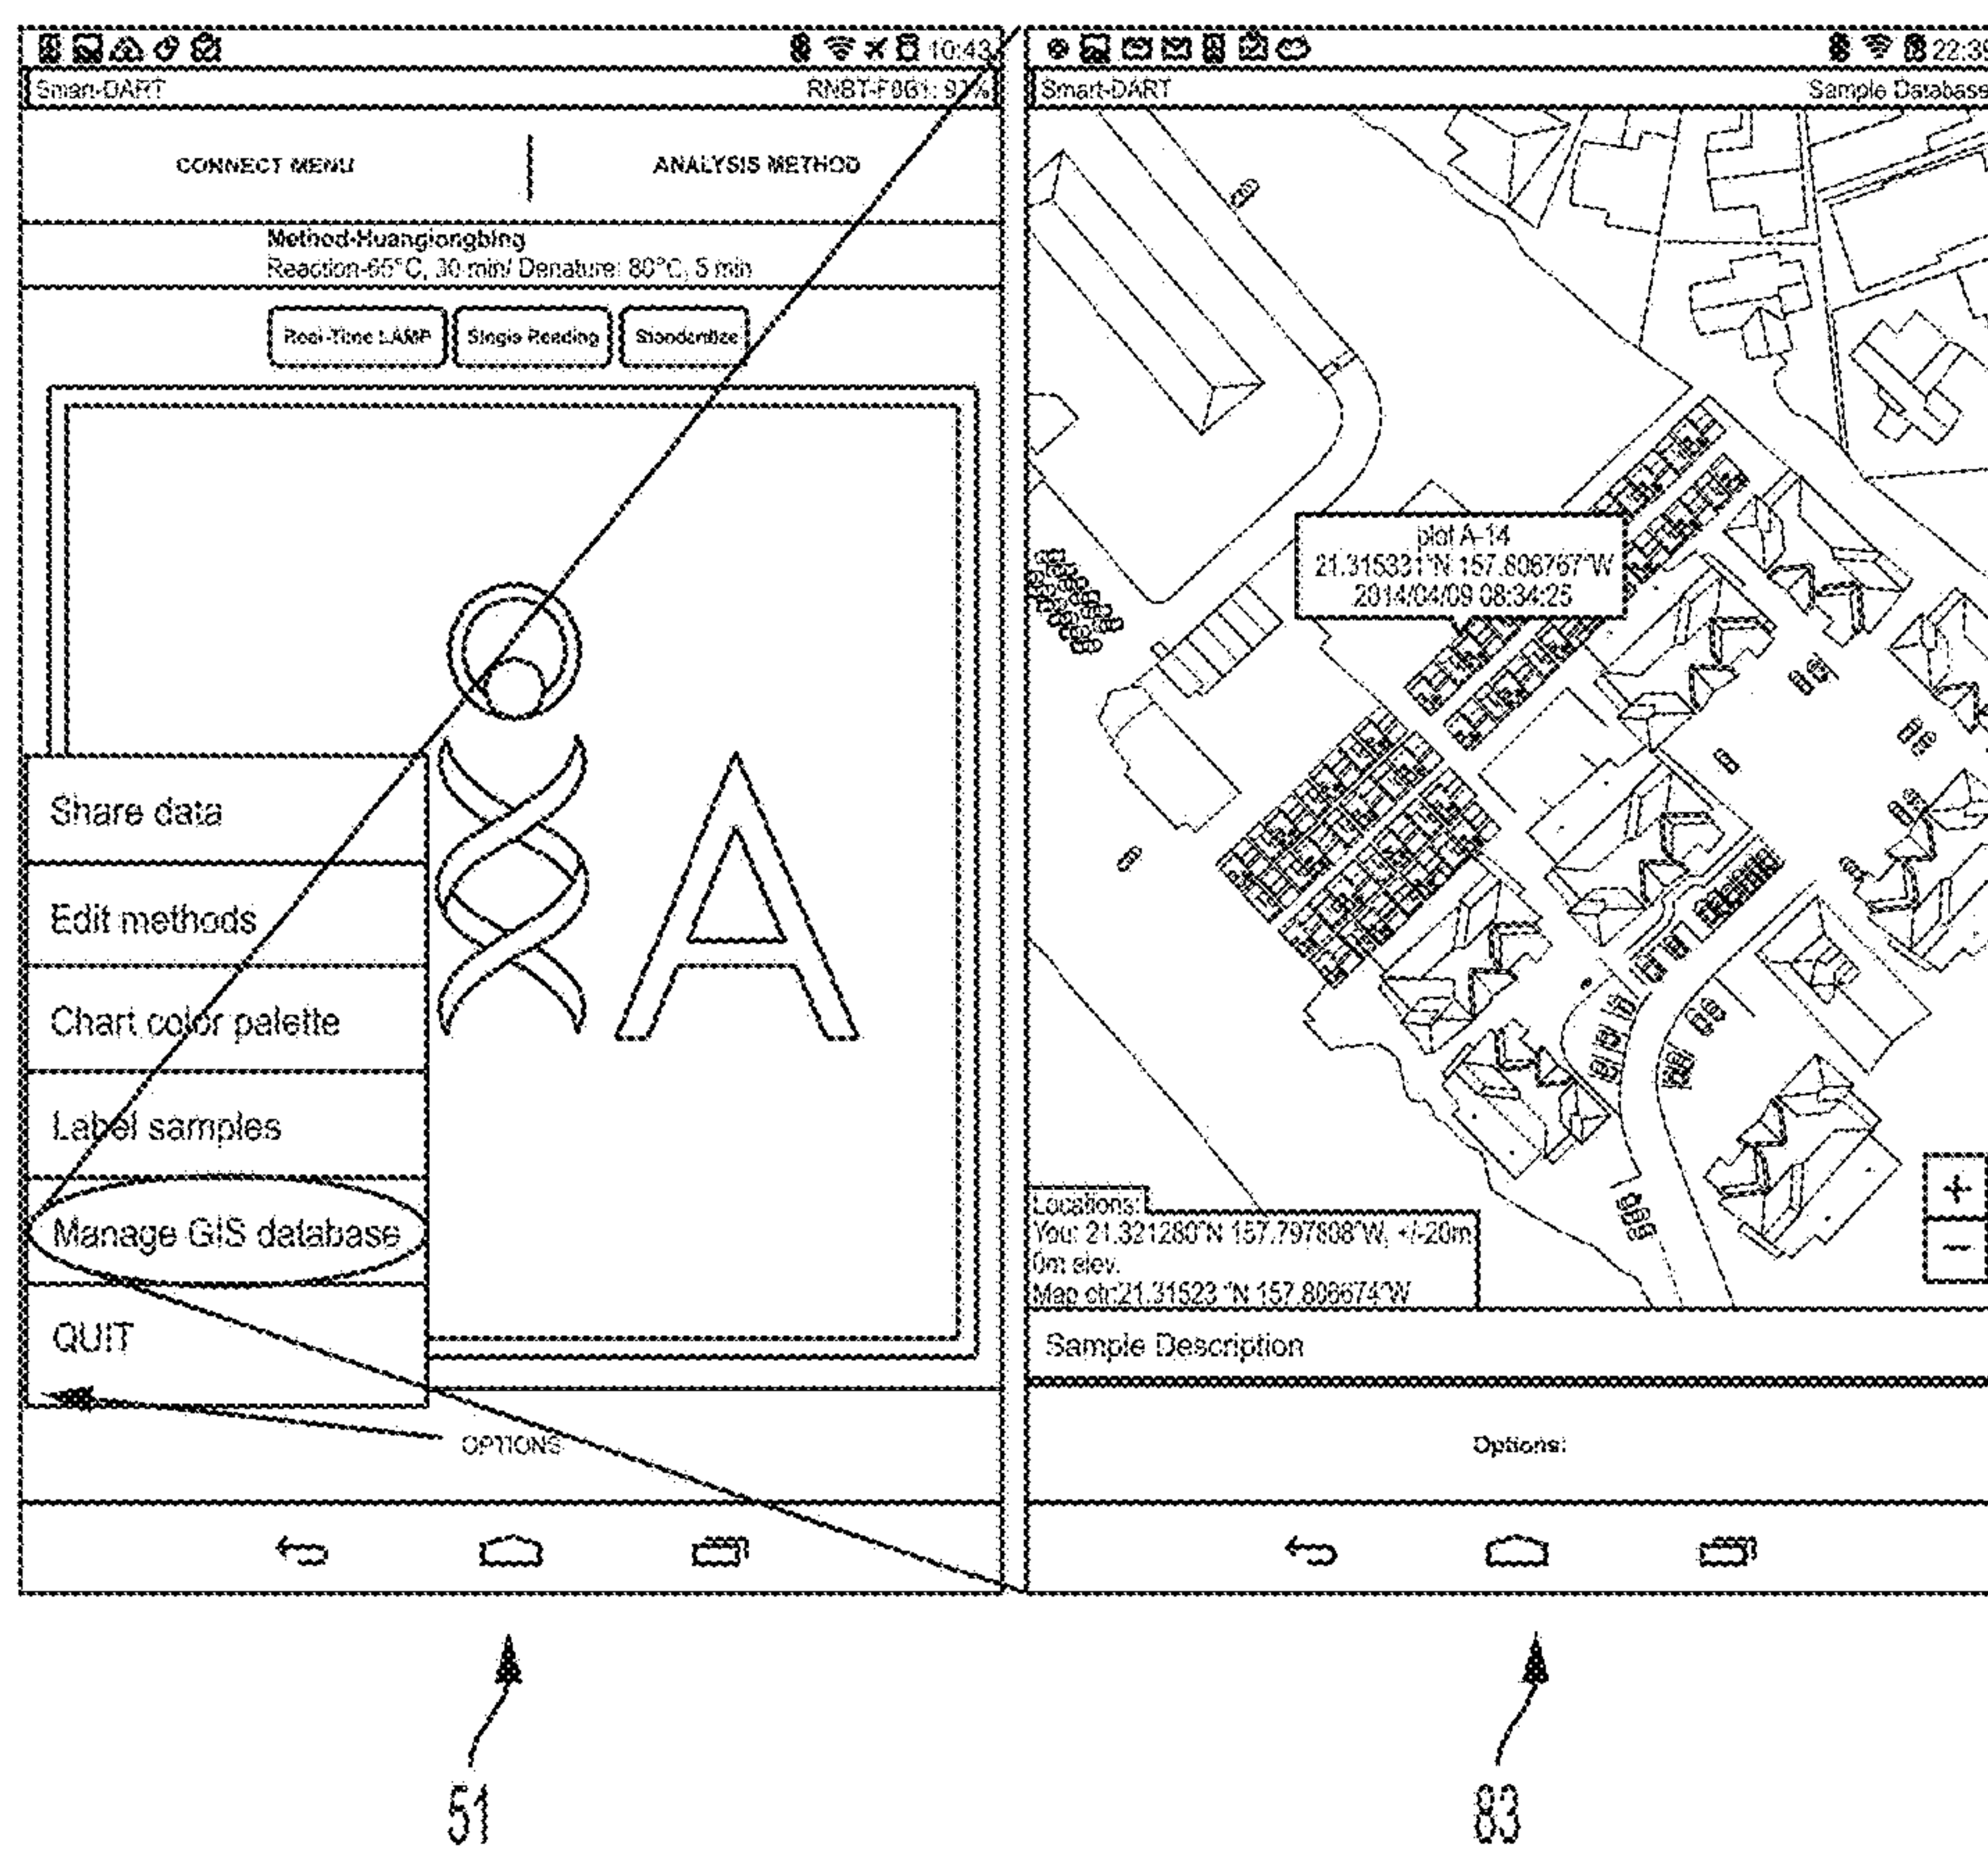 10:43
Smart-DART
RNBT-F0G1: 97%
CONNECT MENU
ANALYSIS METHOD
Method-Huanglongbing
Reaction-65°C, 30 min/ Denature: 80°C, 5 min
Real-Time LAMP
Single Reading
Standardize
A
Share data
Edit methods
Chart color palette
Label samples
Manage GIS database
QUIT
OPTIONS
51
22:39
Smart-DART
Sample Database
plot A-14
21.315331°N 157.806767°W
2014/04/09 08:34:25
Locations:
You: 21.321280°N 157.797808°W, +/-20m
0m elev.
Map ctr:21.31523 °N 157.806674°W
+
−
Sample Description
Options:
83